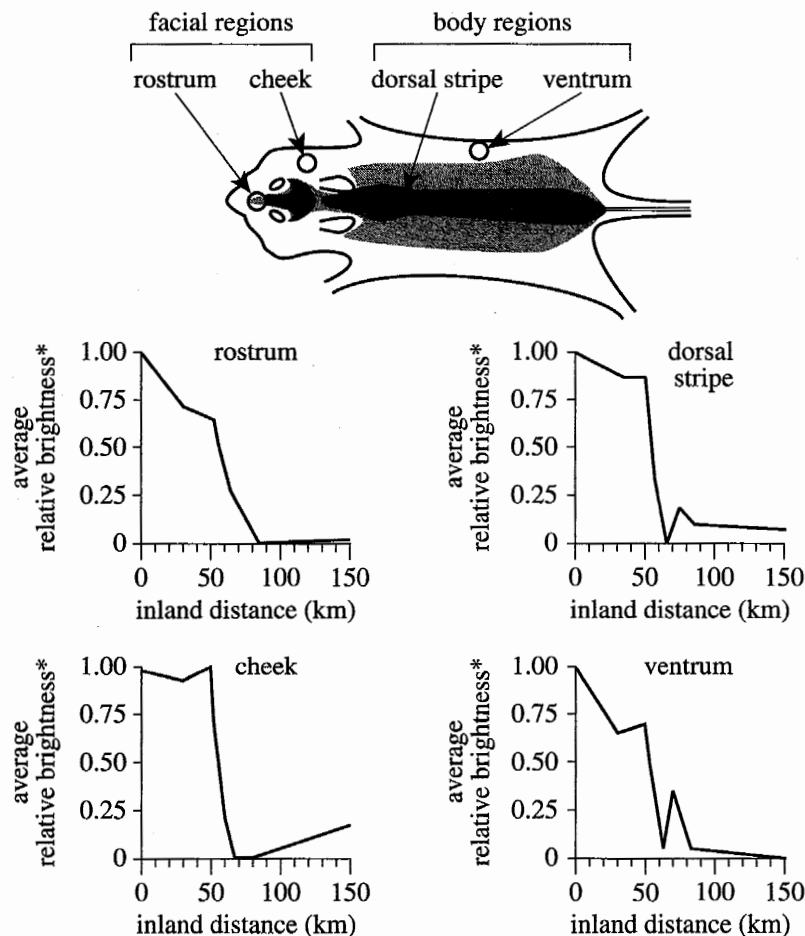 facial regions body regions
rostrum cheek dorsal stripe ventrum
rostrum
average
relative brightness*
1.00
0.75
0.50
0.25
0
0 50 100 150
inland distance (km)
dorsal
stripe
average
relative brightness*
1.00
0.75
0.50
0.25
0
0 50 100 150
inland distance (km)
cheek
average
relative brightness*
1.00
0.75
0.50
0.25
0
0 50 100 150
inland distance (km)
ventrum
average
relative brightness*
1.00
0.75
0.50
0.25
0
0 50 100 150
inland distance (km)